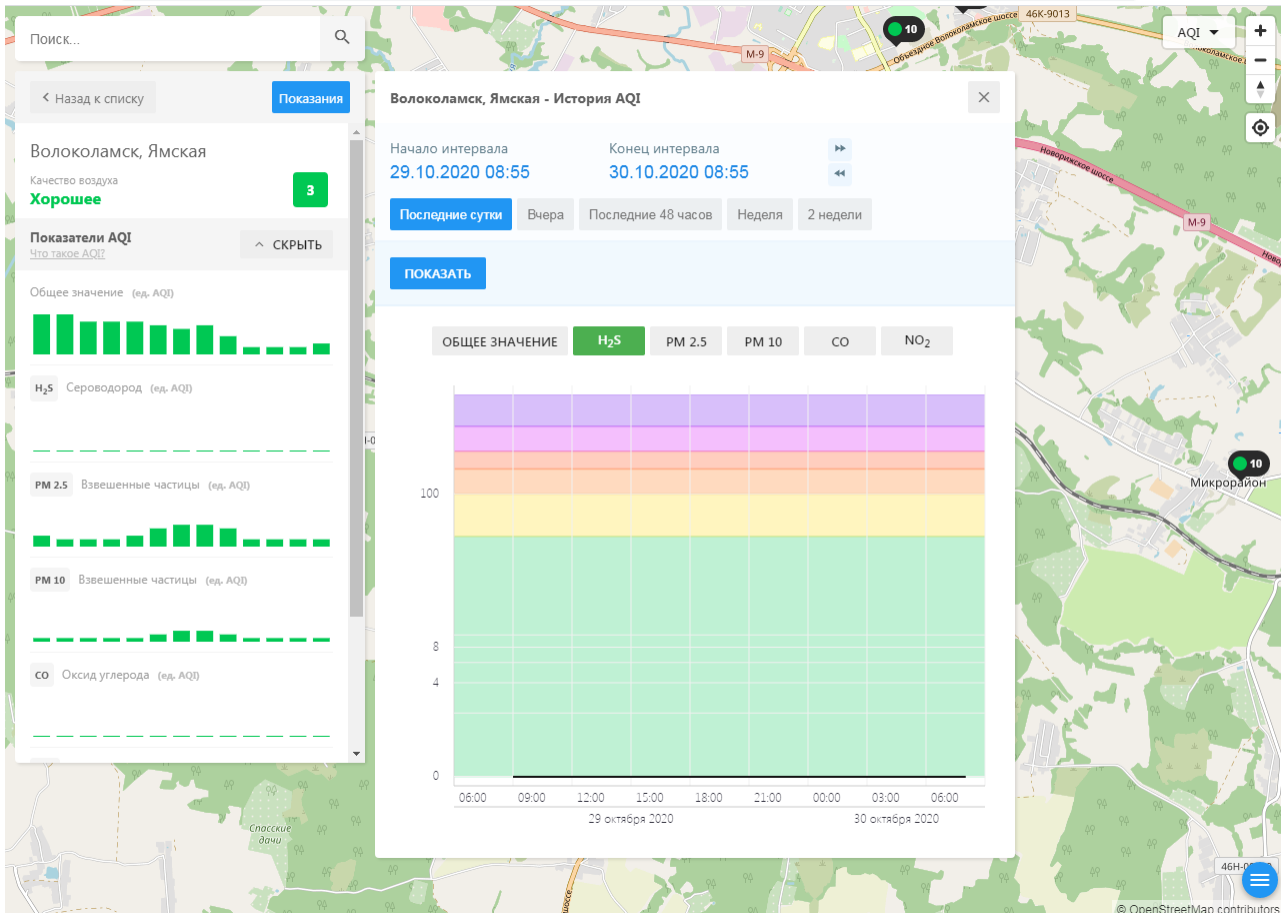 Поиск...
Назад к списку
Показания
Волоколамск, Ямская
Качество воздуха
Хорошее
3
Показатели AQI
Что такое AQI?
СКРЫТЬ
Общее значение (ед. AQI)
H2S Сероводород (ед. AQI)
PM 2.5 Взвешенные частицы (ед. AQI)
PM 10 Взвешенные частицы (ед. AQI)
CO Оксид углерода (ед. AQI)
Волоколамск, Ямская - История AQI
Начало интервала
29.10.2020 08:55
Конец интервала
30.10.2020 08:55
Последние сутки
Вчера
Последние 48 часов
Неделя
2 недели
ПОКАЗАТЬ
ОБЩЕЕ ЗНАЧЕНИЕ
H2S
PM 2.5
PM 10
CO
NO2
100
8
4
0
06:00 09:00 12:00 15:00 18:00 21:00 00:00 03:00 06:00
29 октября 2020 30 октября 2020
AQI
46К-9013
10
М-9
Объездное Волоколамское шоссе
Новорижское шоссе
М-9
10
Микрорайон
Спасские
дачи
шоссе
© OpenStreetMap contributors